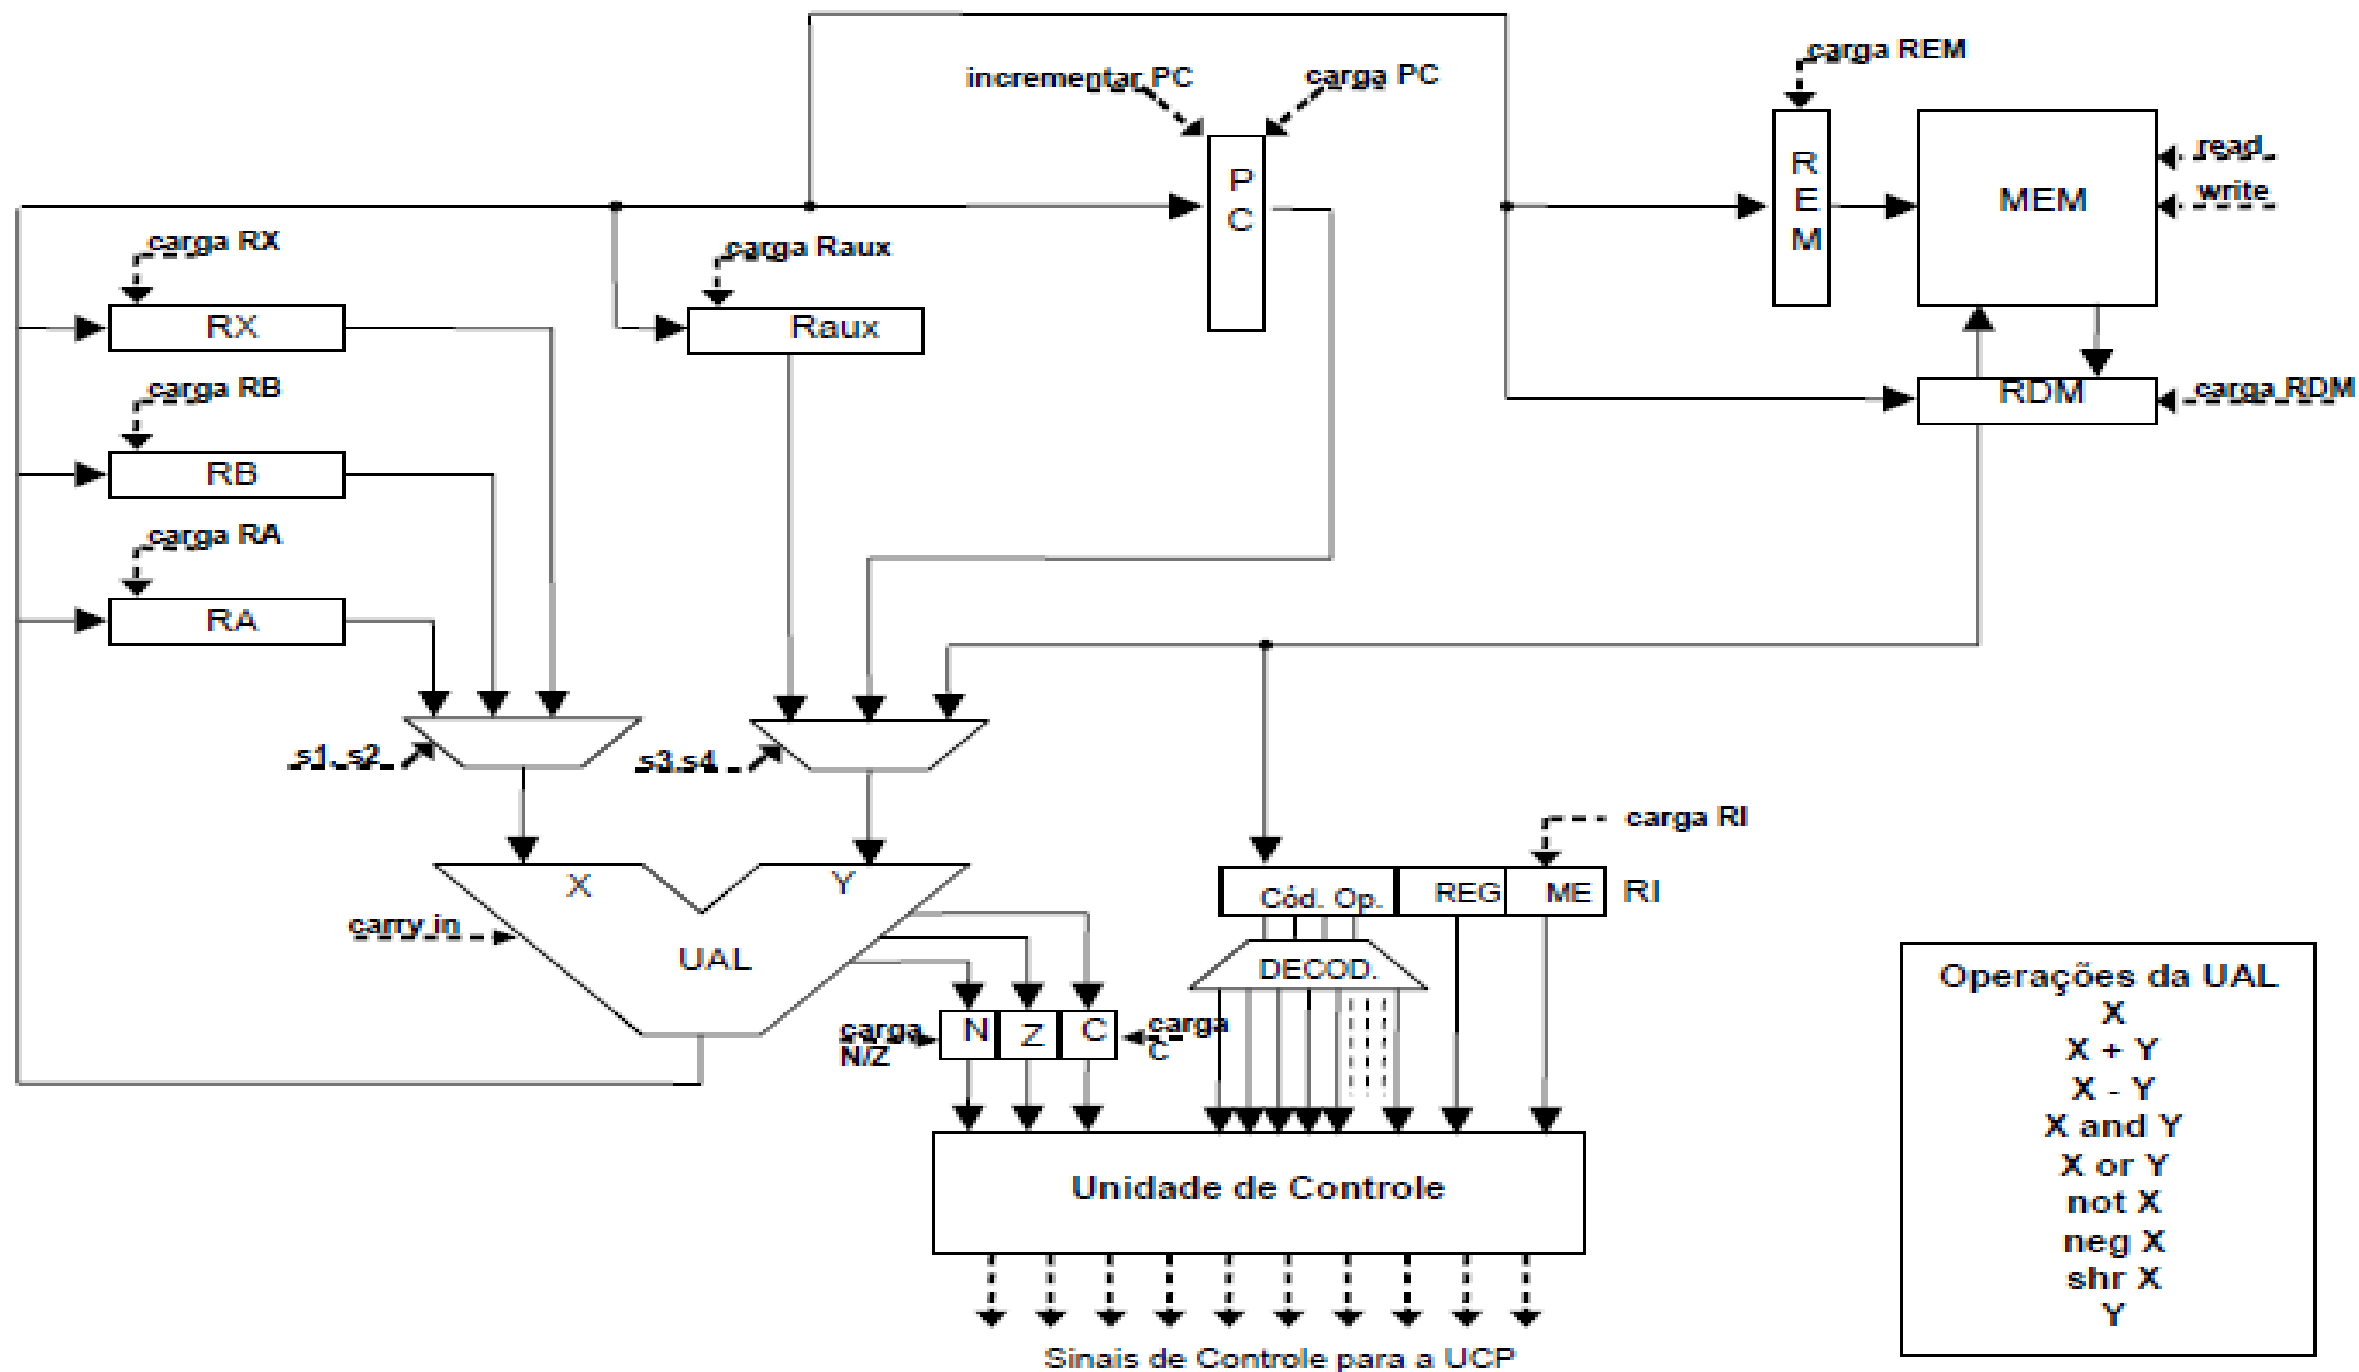 carga REM
incrementar PC
carga PC
P
C
R
E
M
MEM
read
write
carga RX
RX
carga Raux
Raux
carga RB
RB
RDM
carga RDM
carga RA
RA
s1, s2
s3,s4
carga RI
X
Y
Cód. Op.
REG
ME
RI
carry in
UAL
DECOD.
carga
N/Z
N
Z
C
carga
C
Unidade de Controle
Sinais de Controle para a UCP
Operações da UAL
X
X + Y
X - Y
X and Y
X or Y
not X
neg X
shr X
Y